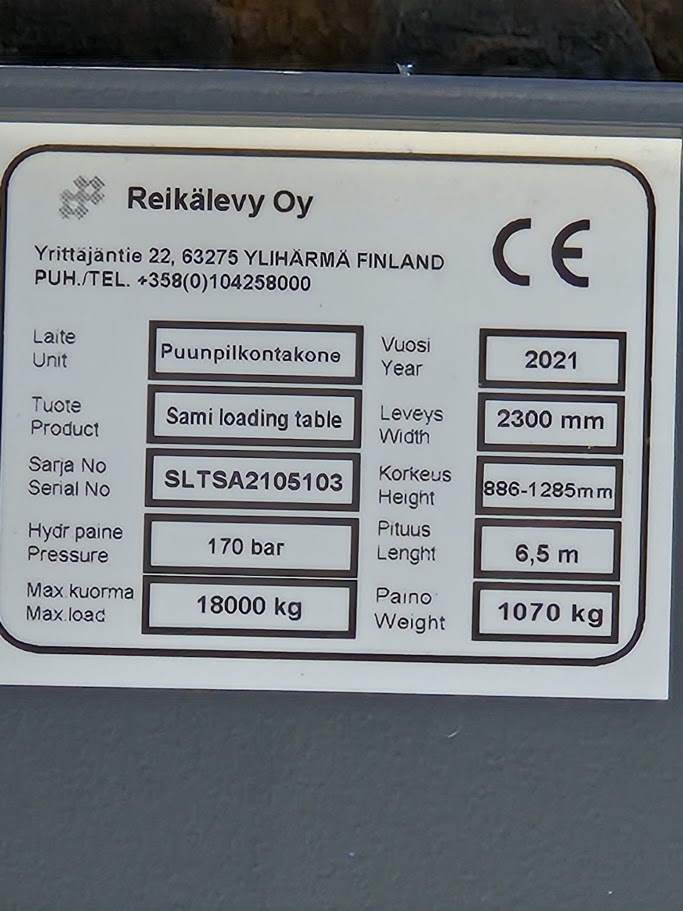 Reikälevy Oy
Yrittäjäntie 22, 63275 YLIHÄRMÄ FINLAND
PUH./TEL. +358(0)104258000
CE
Laite
Unit
Puunpilkontakone
Vuosi
Year
2021
Tuote
Product
Sami loading table
Leveys
Width
2300 mm
Sarja No
Serial No
SLTSA2105103
Korkeus
Height
886-1285mm
Hydr paine
Pressure
170 bar
Pituus
Lenght
6,5 m
Max.kuorma
Max.load
18000 kg
Paino
Weight
1070 kg